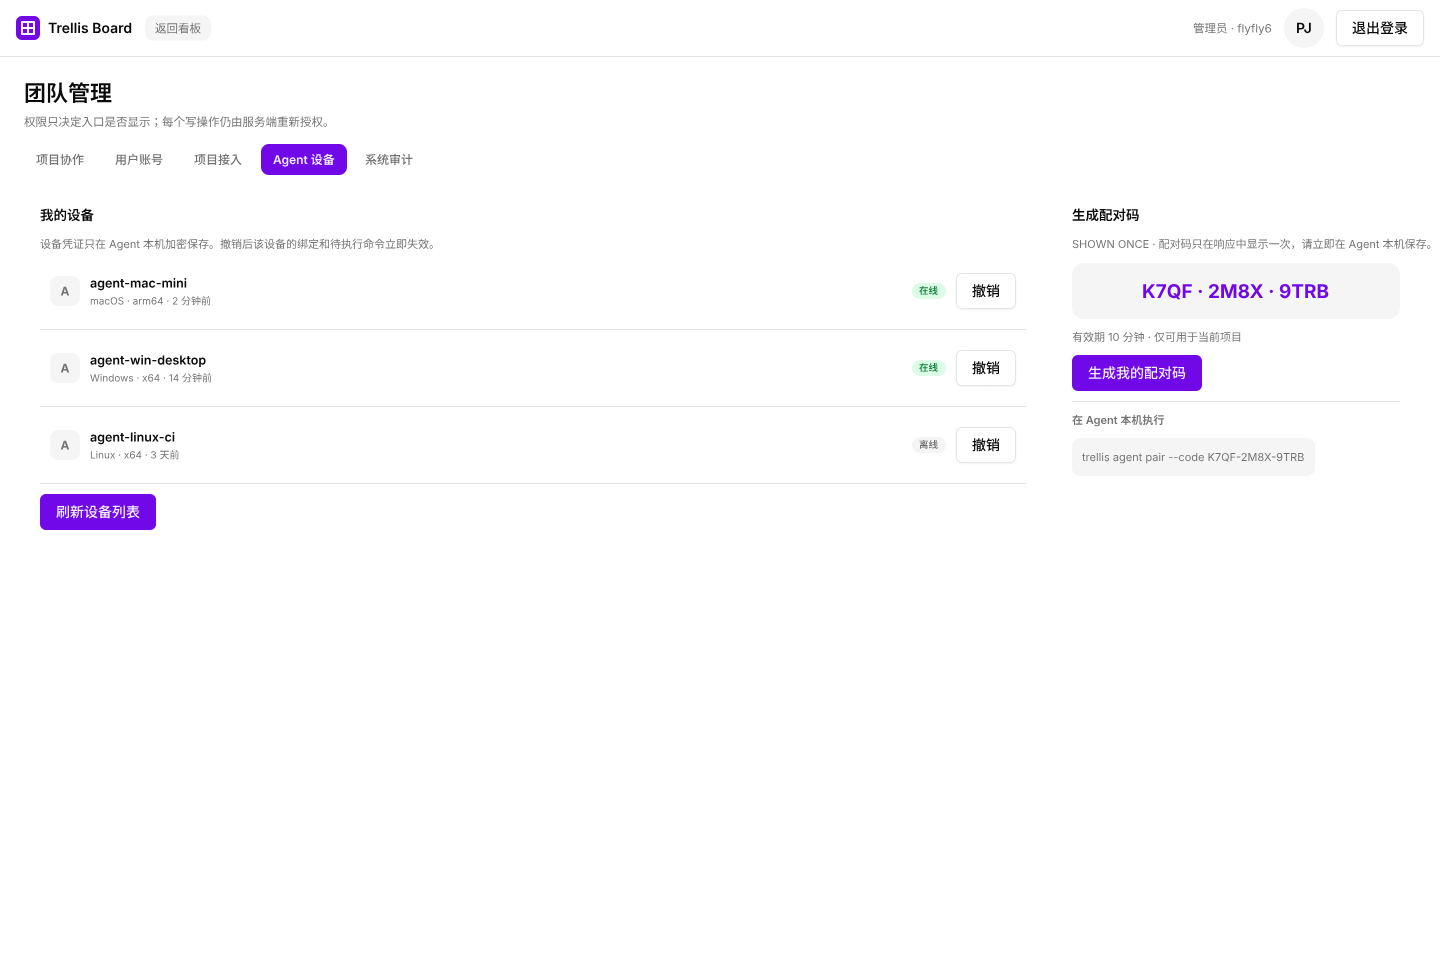 Trellis Board
返回看板
管理员 · flyfly6
PJ
退出登录
团队管理
权限只决定入口是否显示；每个写操作仍由服务端重新授权。
项目协作
用户账号
项目接入
Agent 设备
系统审计
我的设备
设备凭证只在 Agent 本机加密保存。撤销后该设备的绑定和待执行命令立即失效。
A
agent-mac-mini
macOS · arm64 · 2 分钟前
在线
撤销
A
agent-win-desktop
Windows · x64 · 14 分钟前
在线
撤销
A
agent-linux-ci
Linux · x64 · 3 天前
离线
撤销
刷新设备列表
生成配对码
SHOWN ONCE · 配对码只在响应中显示一次，请立即在 Agent 本机保存。
K7QF · 2M8X · 9TRB
有效期 10 分钟 · 仅可用于当前项目
生成我的配对码
在 Agent 本机执行
trellis agent pair --code K7QF-2M8X-9TRB